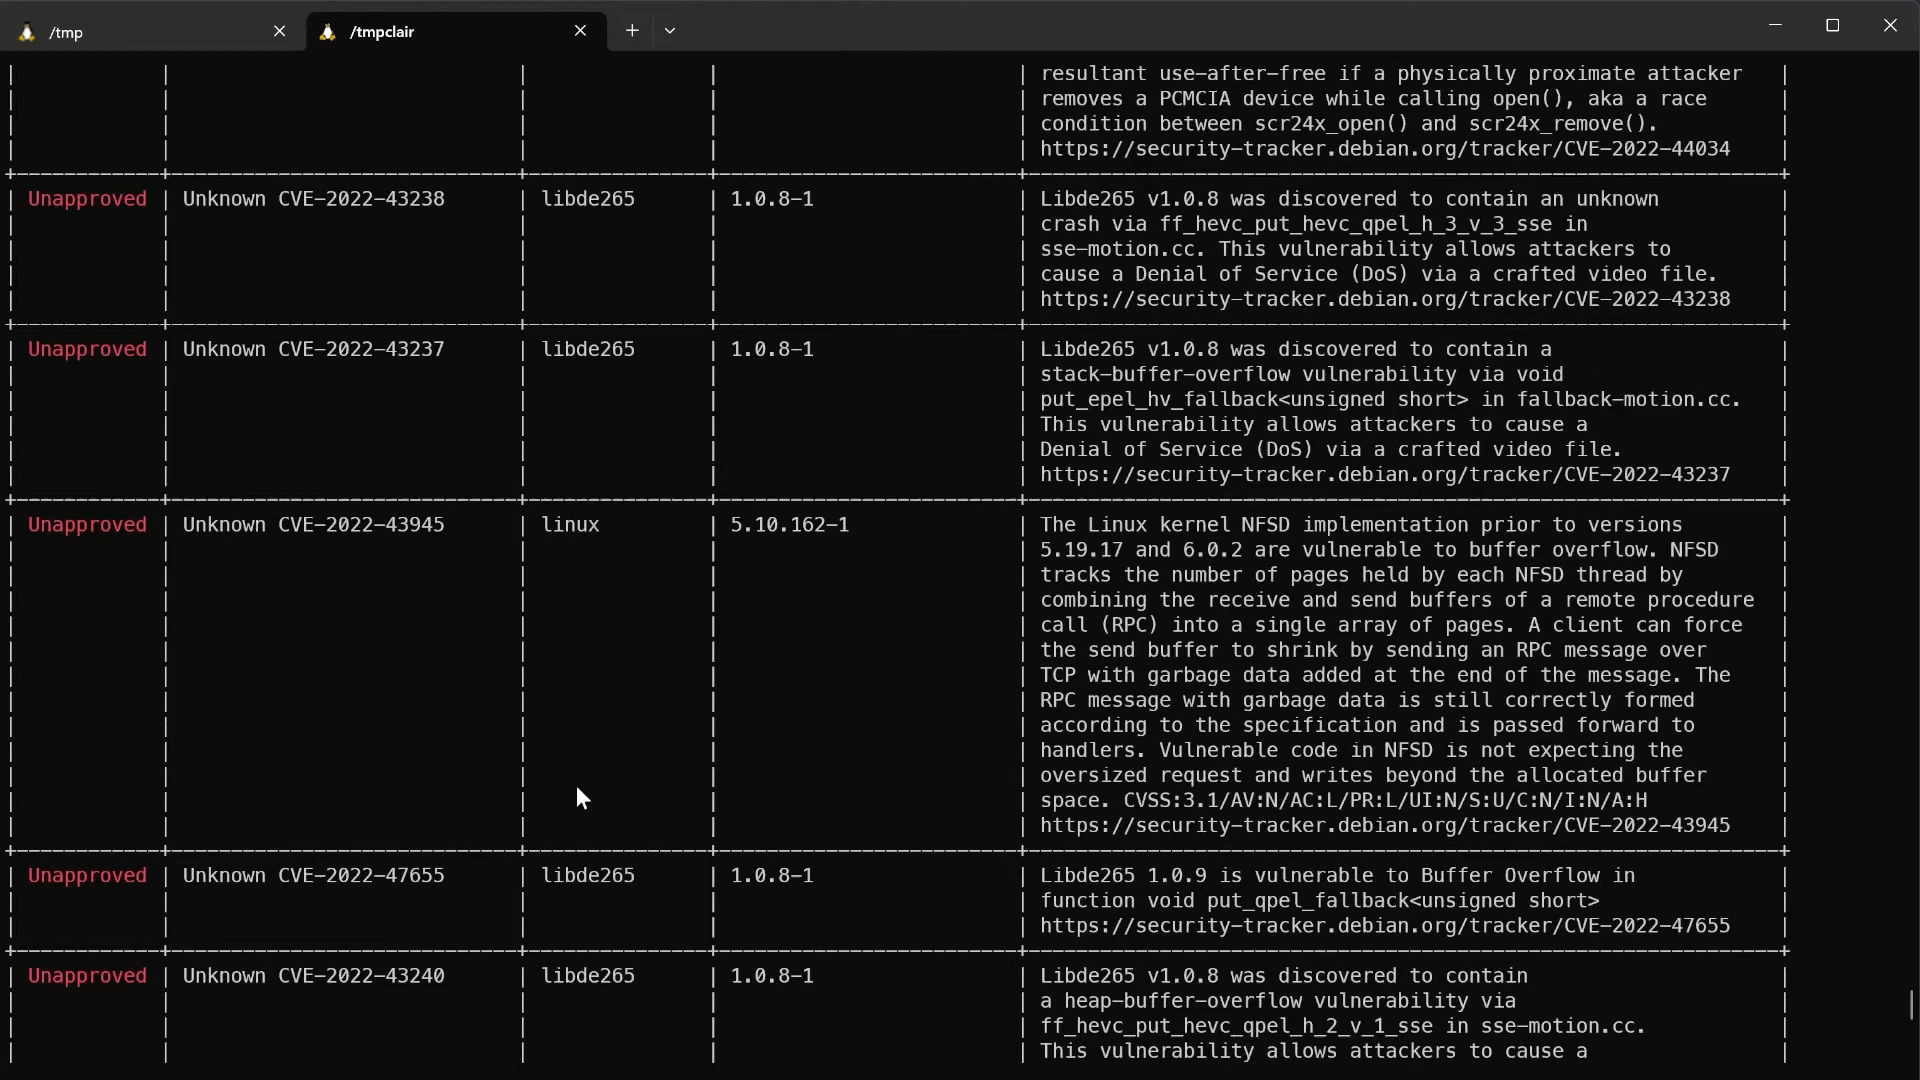 /tmp
/tmpclair
resultant use-after-free if a physically proximate attacker
removes a PCMCIA device while calling open(), aka a race
condition between scr24x_open() and scr24x_remove().
https://security-tracker.debian.org/tracker/CVE-2022-44034
Unapproved | Unknown CVE-2022-43238 | libde265 | 1.0.8-1 | Libde265 v1.0.8 was discovered to contain an unknown
crash via ff_hevc_put_hevc_qpel_h_3_v_3_sse in
sse-motion.cc. This vulnerability allows attackers to
cause a Denial of Service (DoS) via a crafted video file.
https://security-tracker.debian.org/tracker/CVE-2022-43238
Unapproved | Unknown CVE-2022-43237 | libde265 | 1.0.8-1 | Libde265 v1.0.8 was discovered to contain a
stack-buffer-overflow vulnerability via void
put_epel_hv_fallback<unsigned short> in fallback-motion.cc.
This vulnerability allows attackers to cause a
Denial of Service (DoS) via a crafted video file.
https://security-tracker.debian.org/tracker/CVE-2022-43237
Unapproved | Unknown CVE-2022-43945 | linux | 5.10.162-1 | The Linux kernel NFSD implementation prior to versions
5.19.17 and 6.0.2 are vulnerable to buffer overflow. NFSD
tracks the number of pages held by each NFSD thread by
combining the receive and send buffers of a remote procedure
call (RPC) into a single array of pages. A client can force
the send buffer to shrink by sending an RPC message over
TCP with garbage data added at the end of the message. The
RPC message with garbage data is still correctly formed
according to the specification and is passed forward to
handlers. Vulnerable code in NFSD is not expecting the
oversized request and writes beyond the allocated buffer
space. CVSS:3.1/AV:N/AC:L/PR:L/UI:N/S:U/C:N/I:N/A:H
https://security-tracker.debian.org/tracker/CVE-2022-43945
Unapproved | Unknown CVE-2022-47655 | libde265 | 1.0.8-1 | Libde265 1.0.9 is vulnerable to Buffer Overflow in
function void put_qpel_fallback<unsigned short>
https://security-tracker.debian.org/tracker/CVE-2022-47655
Unapproved | Unknown CVE-2022-43240 | libde265 | 1.0.8-1 | Libde265 v1.0.8 was discovered to contain
a heap-buffer-overflow vulnerability via
ff_hevc_put_hevc_qpel_h_2_v_1_sse in sse-motion.cc.
This vulnerability allows attackers to cause a